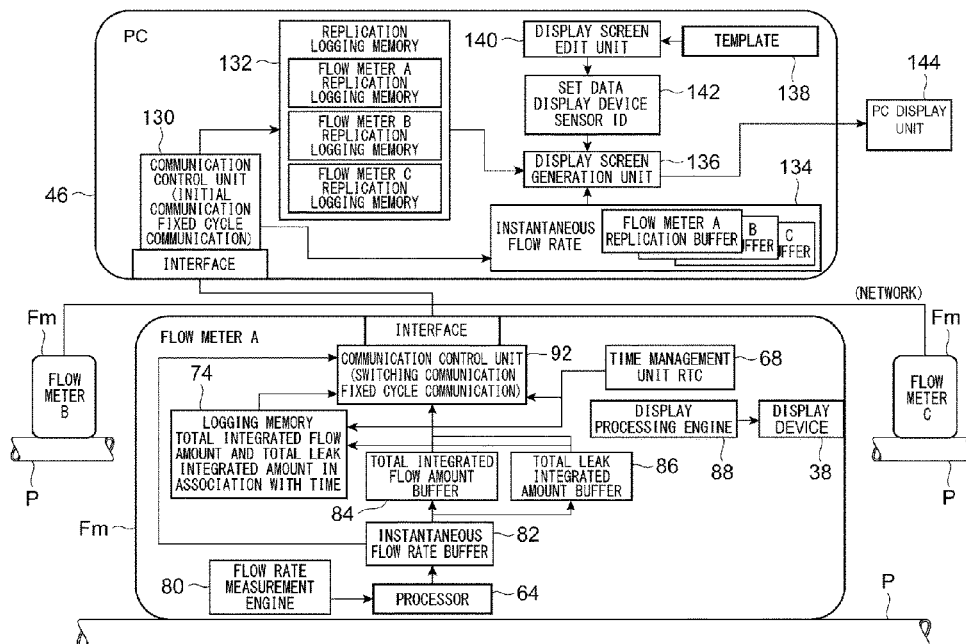 PC
132
REPLICATION
LOGGING MEMORY
FLOW METER A
REPLICATION
LOGGING MEMORY
FLOW METER B
REPLICATION
LOGGING MEMORY
FLOW METER C
REPLICATION
LOGGING MEMORY
140
DISPLAY SCREEN
EDIT UNIT
TEMPLATE
138
SET DATA
DISPLAY DEVICE
SENSOR ID
142
144
PC DISPLAY
UNIT
130
COMMUNICATION
CONTROL UNIT
(INITIAL
COMMUNICATION
FIXED CYCLE
COMMUNICATION)
INTERFACE
46
DISPLAY SCREEN
GENERATION UNIT
136
134
INSTANTANEOUS
FLOW RATE
FLOW METER A
REPLICATION BUFFER
B
UFFER
C
UFFER
(NETWORK)
Fm
FLOW
METER
B
P
Fm
FLOW
METER
C
P
FLOW METER A
INTERFACE
COMMUNICATION CONTROL UNIT
(SWITCHING COMMUNICATION
FIXED CYCLE COMMUNICATION)
92
TIME MANAGEMENT
UNIT RTC
68
74
LOGGING MEMORY
TOTAL INTEGRATED FLOW
AMOUNT AND TOTAL LEAK
INTEGRATED AMOUNT IN
ASSOCIATION WITH TIME
DISPLAY
PROCESSING ENGINE
88
DISPLAY
DEVICE
38
TOTAL INTEGRATED
FLOW AMOUNT
BUFFER
84
TOTAL LEAK
INTEGRATED
AMOUNT BUFFER
86
Fm
INSTANTANEOUS
FLOW RATE BUFFER
82
80
FLOW RATE
MEASUREMENT
ENGINE
PROCESSOR
64
P